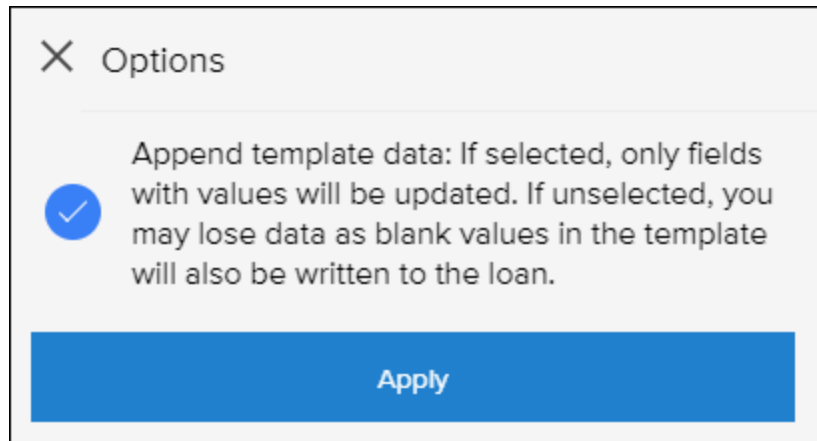 Options
Append template data: If selected, only fields
with values will be updated. If unselected, you
may lose data as blank values in the template
will also be written to the loan.
Apply